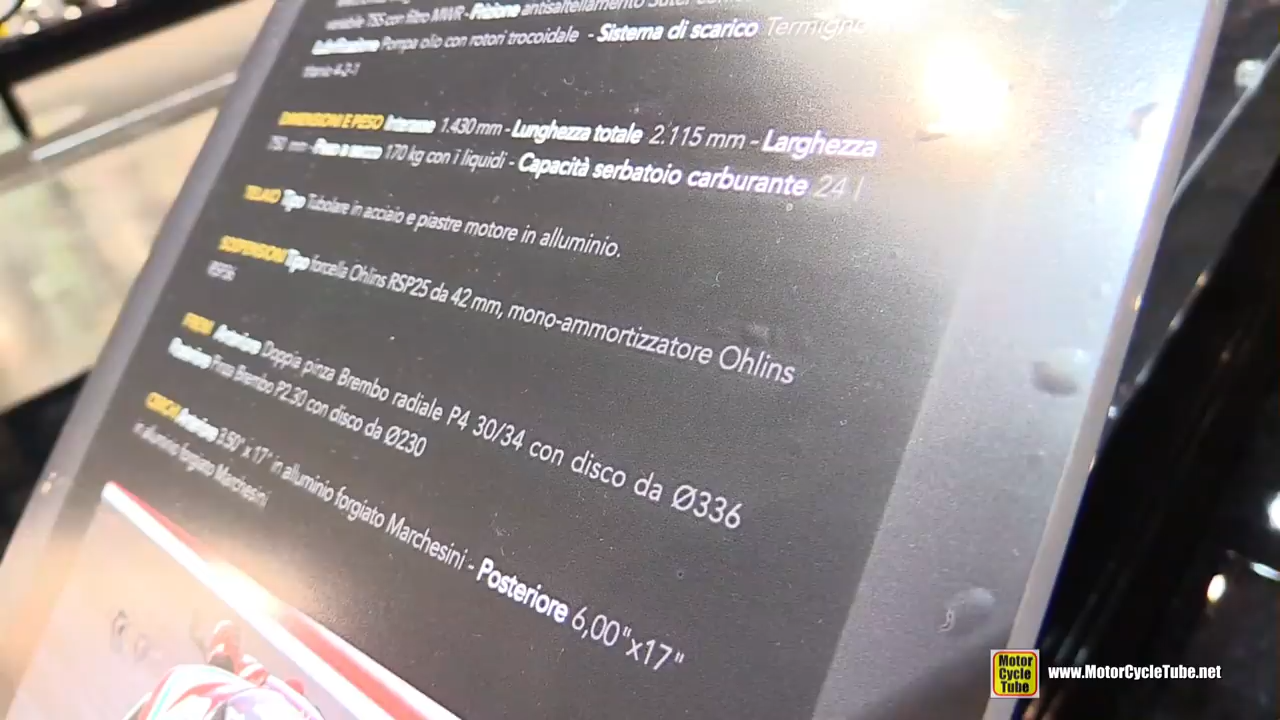 variabile TSS con filtro MWR - Frizione antisaltellamento Suter
Lubrificazione Pompa olio con rotori trocoidale - Sistema di scarico Termignoni
titanio 4-2-1
DIMENSIONI E PESO Interasse 1.430 mm - Lunghezza totale 2.115 mm - Larghezza
750 mm - Peso a secco 170 kg con i liquidi - Capacità serbatoio carburante 24 l
TELAIO Tipo Tubolare in acciaio e piastre motore in alluminio.
SOSPENSIONI Tipo forcella Ohlins RSP25 da 42 mm, mono-ammortizzatore Ohlins
RSP36
FRENI Anteriore Doppia pinza Brembo radiale P4 30/34 con disco da Ø336
Posteriore Pinza Brembo P2.30 con disco da Ø230
CERCHI Anteriore 3.50"x17" in alluminio forgiato Marchesini - Posteriore 6,00"x17"
in alluminio forgiato Marchesini
Motor
Cycle
Tube
www.MotorCycleTube.net